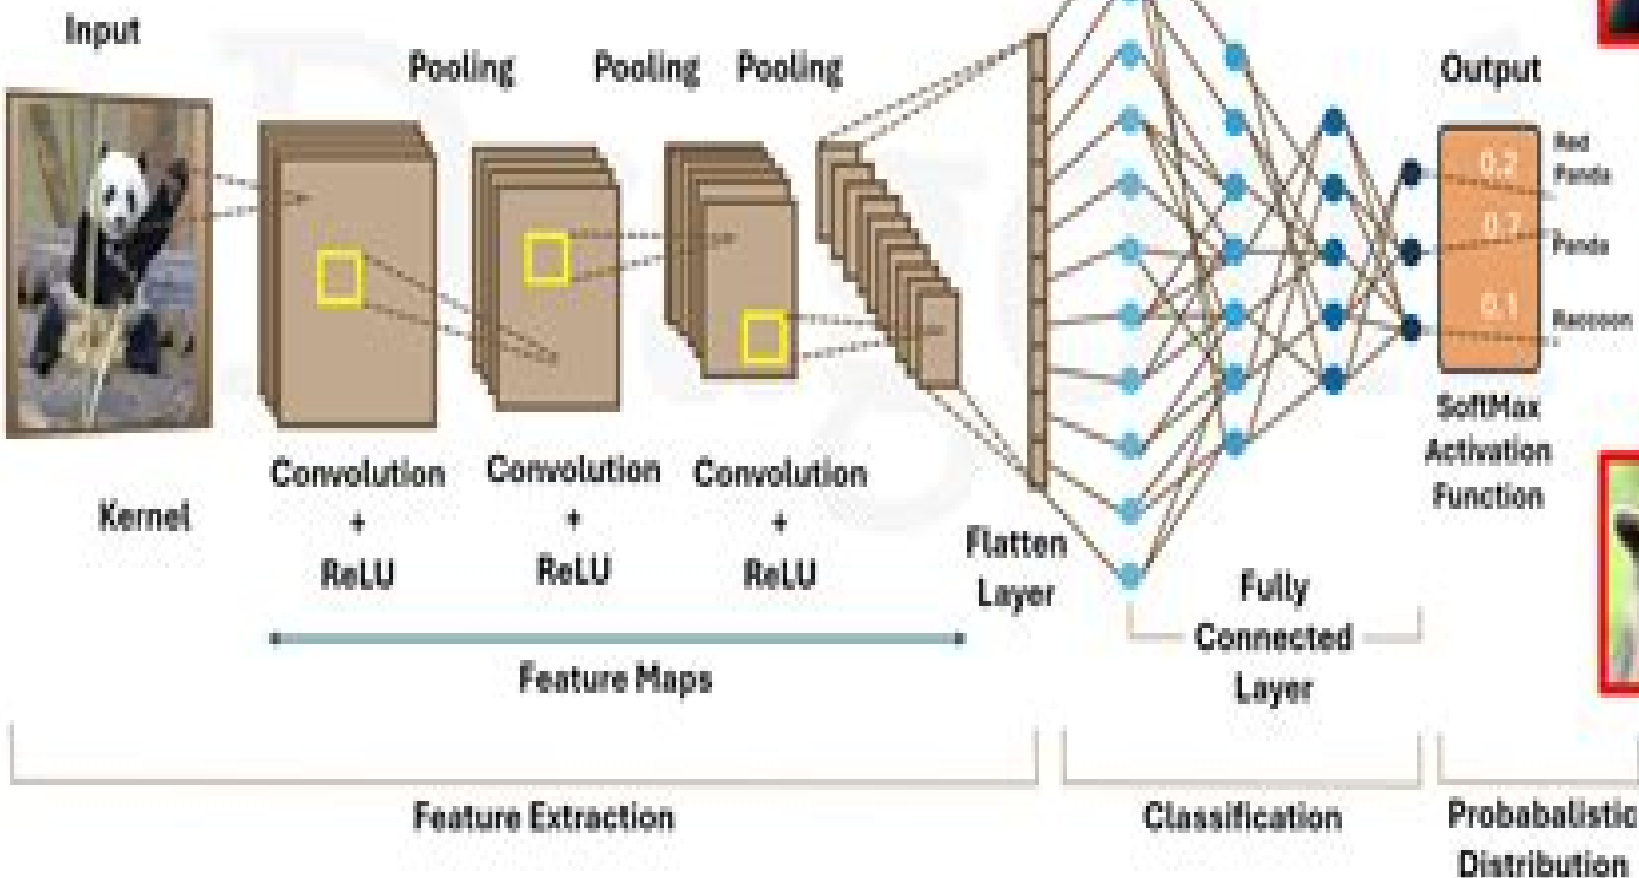 Input
Pooling
Pooling
Pooling
Output
0.2
Red
Panda
0.7
Panda
0.1
Raccoon
Kernel
Convolution
+
ReLU
Convolution
+
ReLU
Convolution
+
ReLU
Flatten
Layer
Fully
Connected
Layer
SoftMax
Activation
Function
Feature Maps
Feature Extraction
Classification
Probabalistic
Distribution